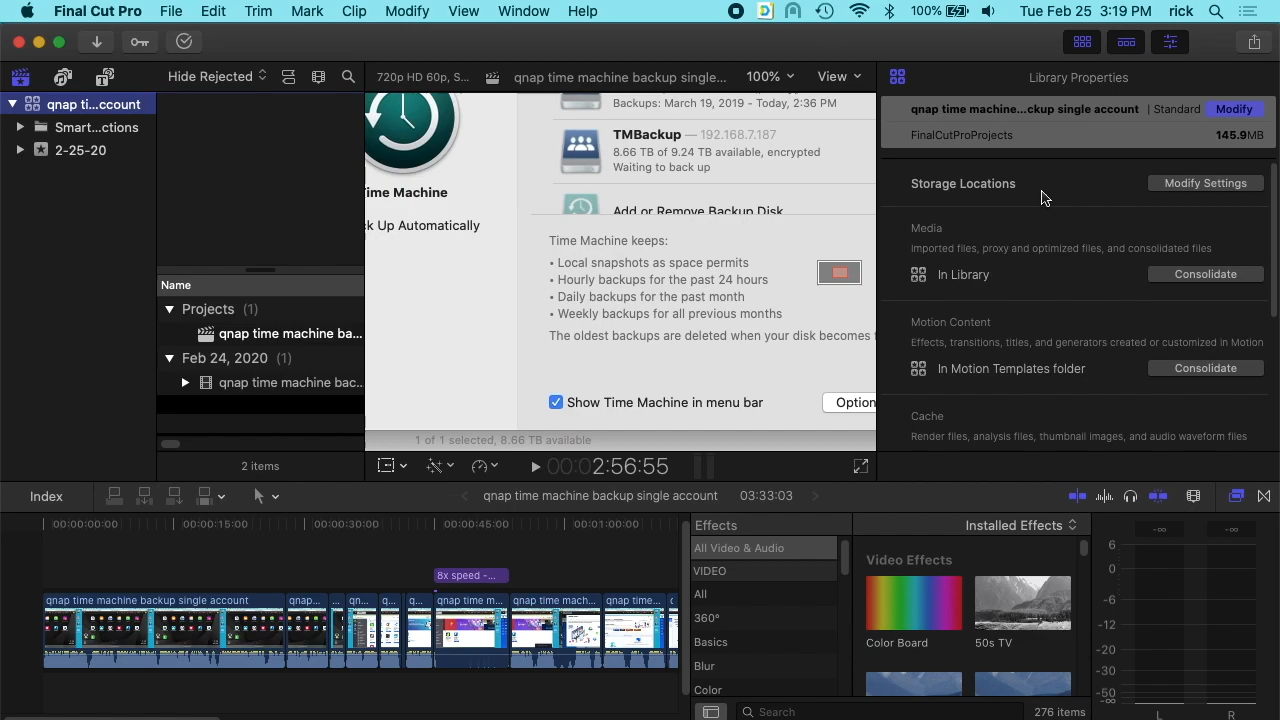 Final Cut Pro File Edit Trim Mark Clip Modify View Window Help 100% Tue Feb 25 3:19 PM rick
Hide Rejected 720p HD 60p, S... qnap time machine backup single... 100% View Library Properties
qnap ti...ccount
Smart...ctions
2-25-20
Name
Projects (1)
qnap time machine ba...
Feb 24, 2020 (1)
qnap time machine bac...
2 items
Time Machine
ck Up Automatically
Backups: March 19, 2019 - Today, 2:36 PM
TMBackup — 192.168.7.187
8.66 TB of 9.24 TB available, encrypted
Waiting to back up
Add or Remove Backup Disk
Time Machine keeps:
• Local snapshots as space permits
• Hourly backups for the past 24 hours
• Daily backups for the past month
• Weekly backups for all previous months
The oldest backups are deleted when your disk becomes f
Show Time Machine in menu bar Option
1 of 1 selected, 8.66 TB available
00:00:2:56:55
qnap time machine...ckup single account | Standard Modify
FinalCutProProjects 145.9MB
Storage Locations Modify Settings
Media
Imported files, proxy and optimized files, and consolidated files
In Library Consolidate
Motion Content
Effects, transitions, titles, and generators created or customized in Motion
In Motion Templates folder Consolidate
Cache
Render files, analysis files, thumbnail images, and audio waveform files
Index qnap time machine backup single account 03:33:03
00:00:00:00 00:00:15:00 00:00:30:00 00:00:45:00 00:01:00:00
8x speed -...
qnap time machine backup single account qnap... qn... q... q... qnap time m... qnap time mach... qnap time...
Effects Installed Effects
All Video & Audio
VIDEO
All
360°
Basics
Blur
Color
Video Effects
Color Board 50s TV
Search 276 items
-∞ -∞
6
0
-6
-12
-20
-30
-50
-∞
L R